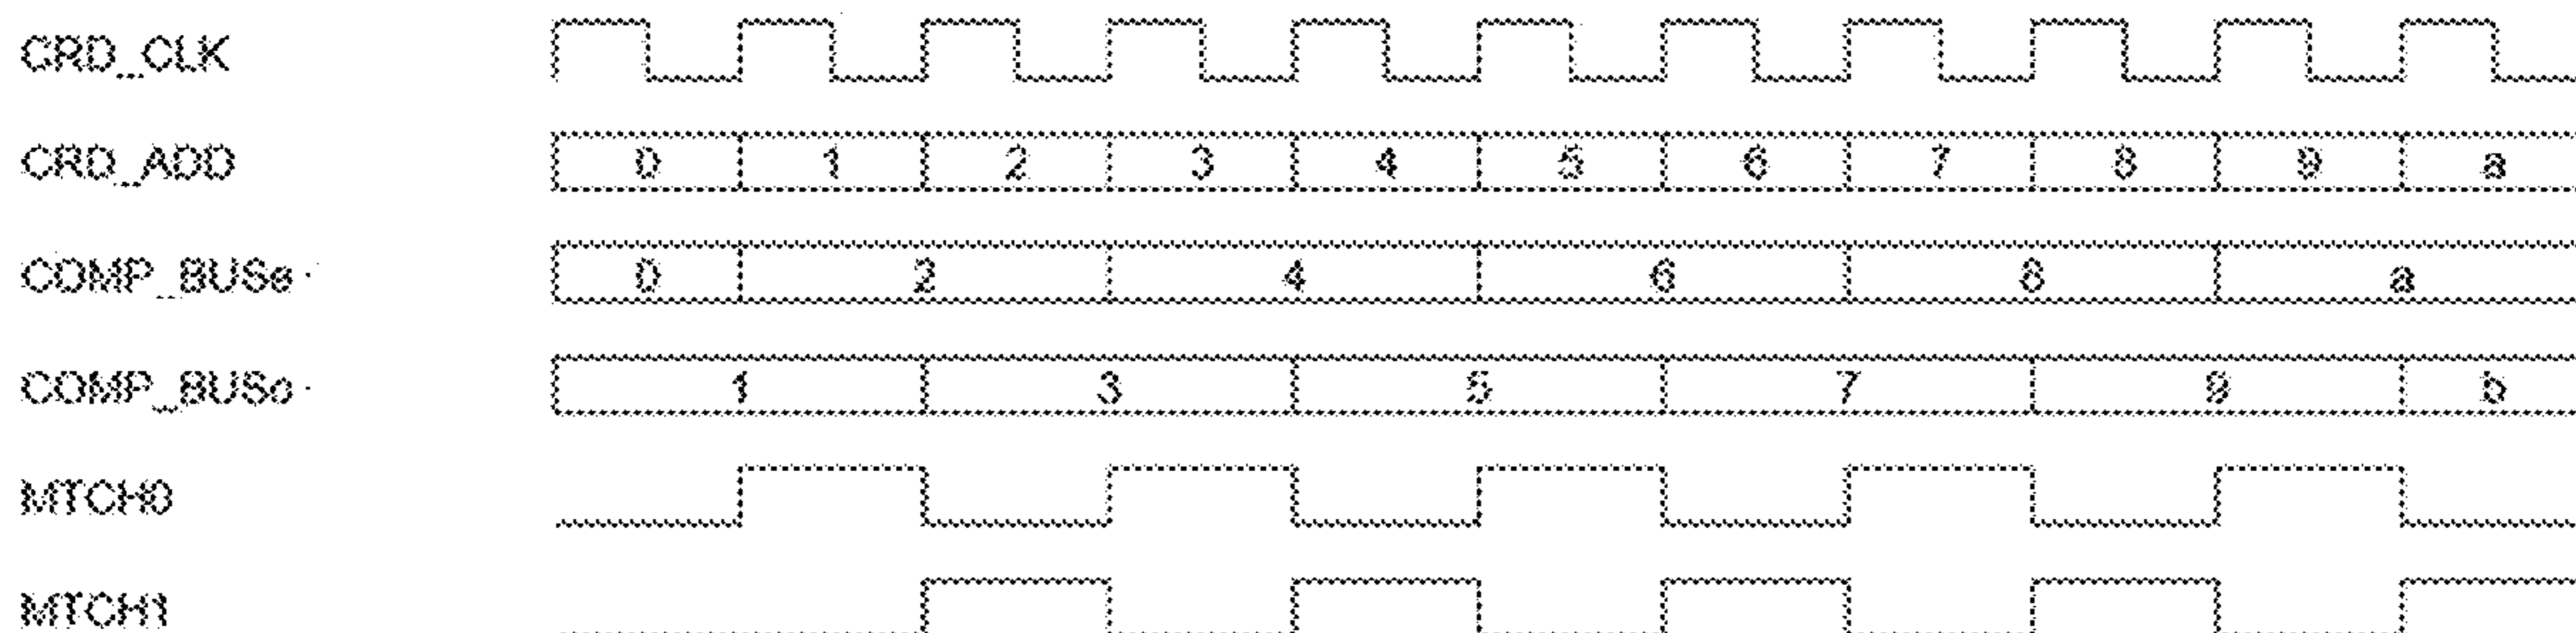 CRD_CLK
CRD_ADD 0 1 2 3 4 5 6 7 8 9 a
COMP_BUSe 0 2 4 6 8 a
COMP_BUSo 1 3 5 7 9 b
MTCH0
MTCH1